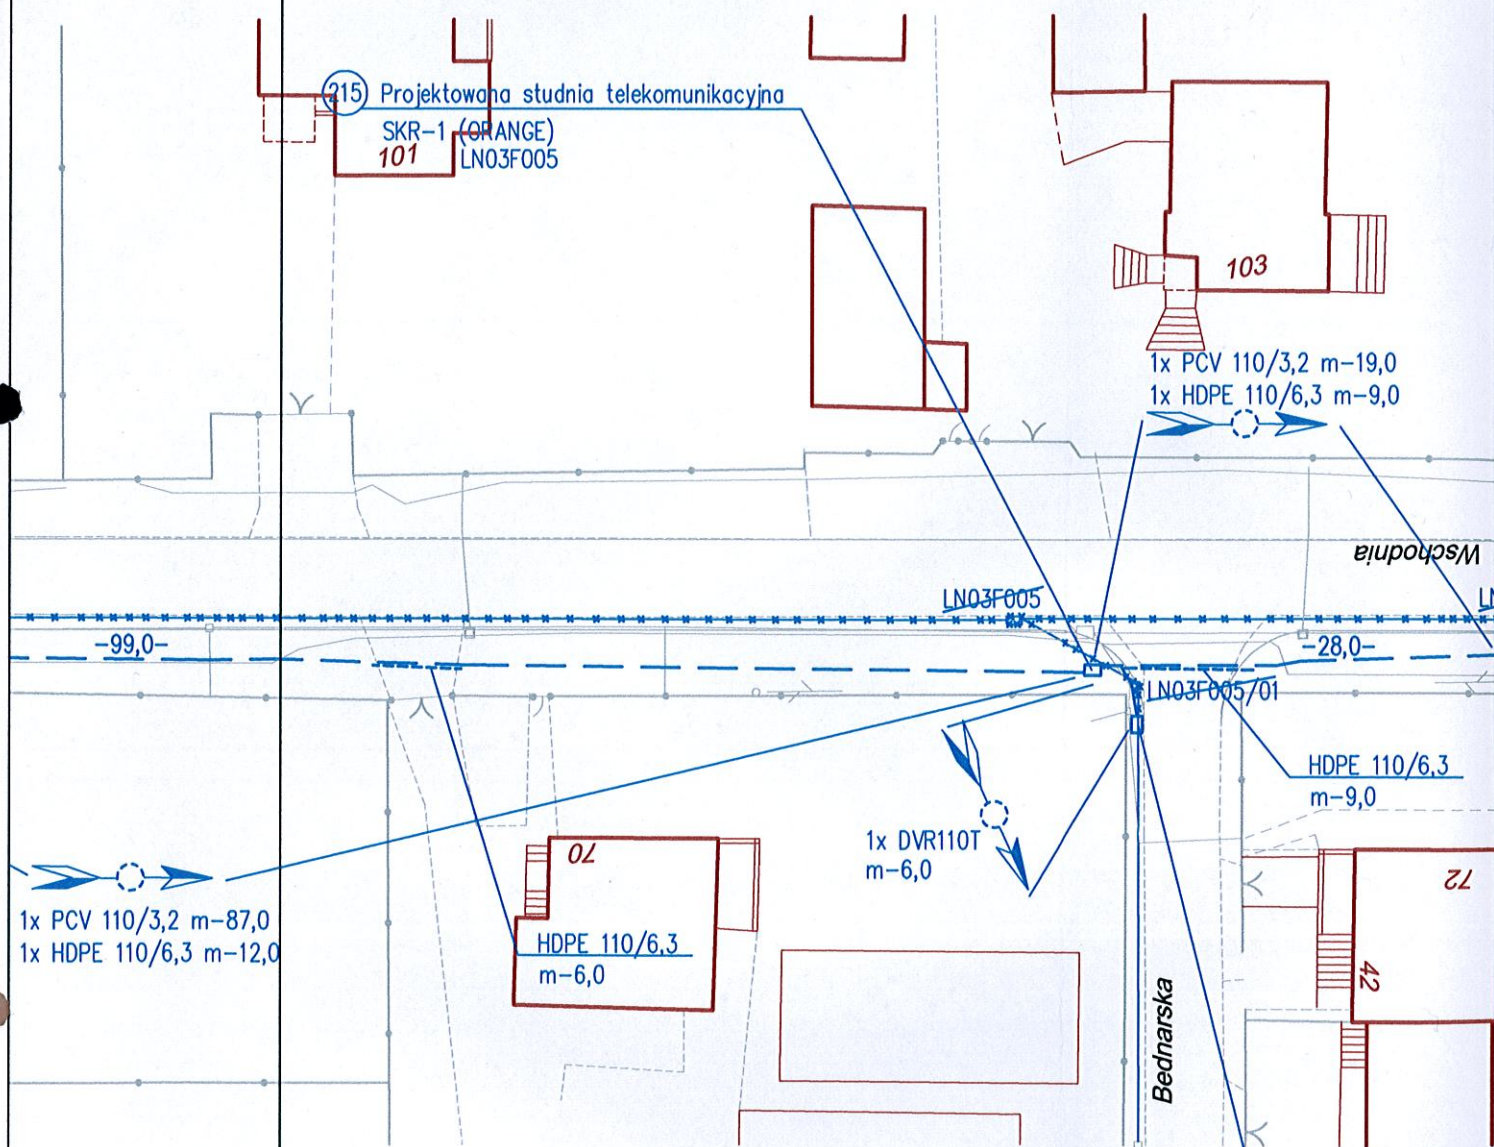 215 Projektowana studnia telekomunikacyjna
SKR-1 (ORANGE)
LN03F005
101
103
1x PCV 110/3,2 m-19,0
1x HDPE 110/6,3 m-9,0
Wschodnia
LN03F005
-99,0-
-28,0-
LN03F005/01
HDPE 110/6,3
m-9,0
1x DVR110T
m-6,0
70
72
1x PCV 110/3,2 m-87,0
1x HDPE 110/6,3 m-12,0
HDPE 110/6,3
m-6,0
42
Bednarska